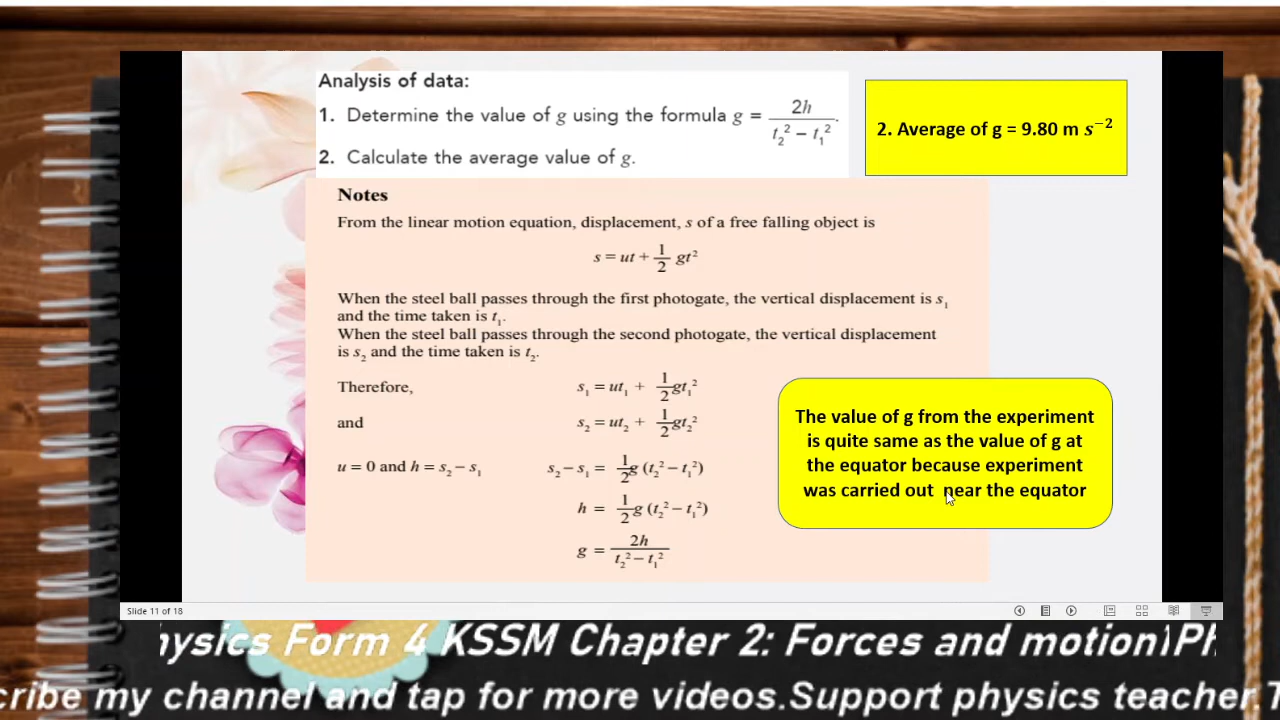 Analysis of data:
1. Determine the value of g using the formula g = 2h / t₂² – t₁².
2. Calculate the average value of g.
2. Average of g = 9.80 m s⁻²
Notes
From the linear motion equation, displacement, s of a free falling object is
s = ut + 1/2 gt²
When the steel ball passes through the first photogate, the vertical displacement is s₁
and the time taken is t₁.
When the steel ball passes through the second photogate, the vertical displacement
is s₂ and the time taken is t₂.
Therefore, s₁ = ut₁ + 1/2 gt₁²
and s₂ = ut₂ + 1/2 gt₂²
u = 0 and h = s₂ – s₁ s₂ – s₁ = 1/2 g (t₂² – t₁²)
h = 1/2 g (t₂² – t₁²)
g = 2h / t₂² – t₁²
The value of g from the experiment
is quite same as the value of g at
the equator because experiment
was carried out near the equator
Slide 11 of 18
hysics Form 4 KSSM Chapter 2: Forces and motion1Ph
cribe my channel and tap for more videos.Support physics teacher.T